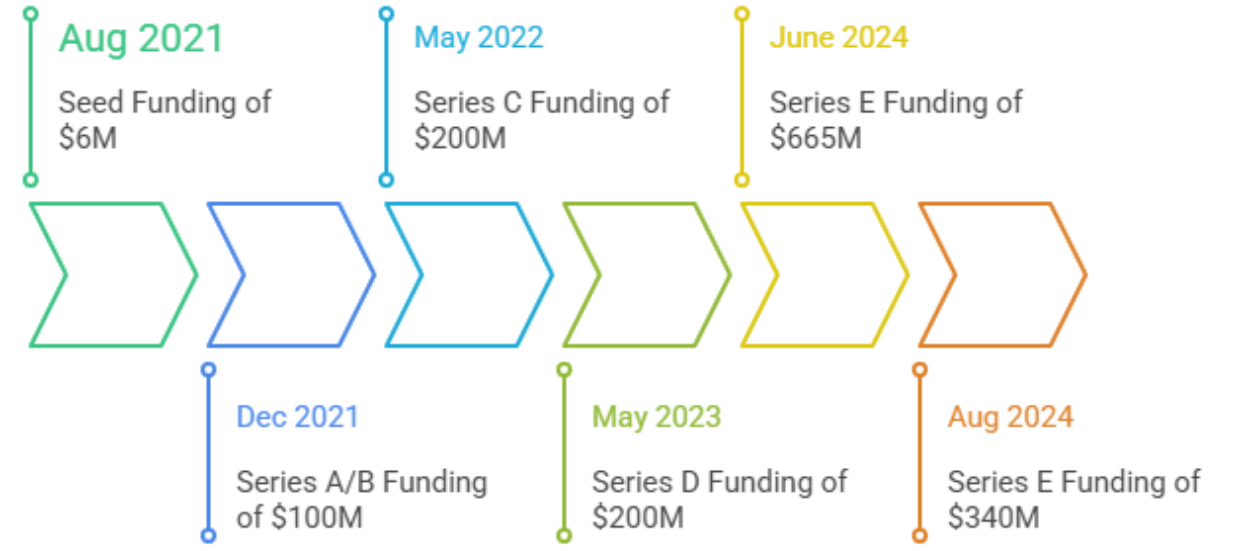 Aug 2021
Seed Funding of
$6M
Dec 2021
Series A/B Funding
of $100M
May 2022
Series C Funding of
$200M
May 2023
Series D Funding of
$200M
June 2024
Series E Funding of
$665M
Aug 2024
Series E Funding of
$340M